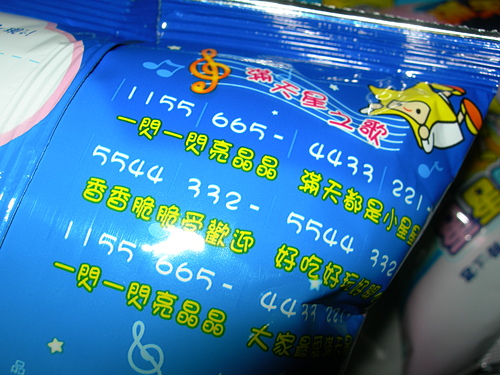 滿天星之歌
1155 665- 4433 221-
一閃一閃亮晶晶 滿天都是小星星
5544 332- 5544 332
香香脆脆受歡迎 好吃好玩
1155 665- 4433 221-
一閃一閃亮晶晶 大家